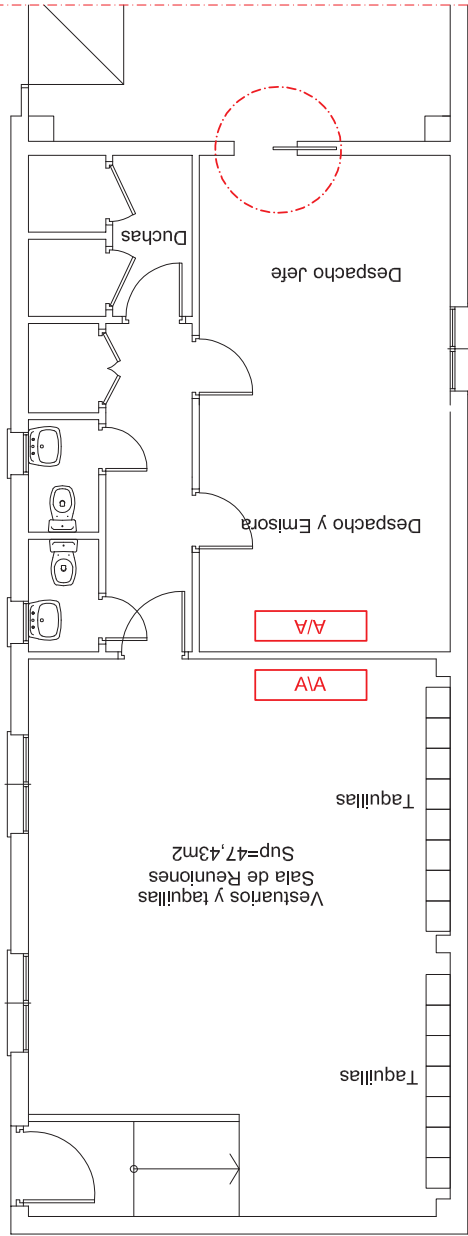 Taquillas
Vestuarios y taquillas
Sala de Reuniones
Sup=47,43m2
Taquillas
A\A
A/A
Despacho y Emisora
Despacho Jefe
Duchas